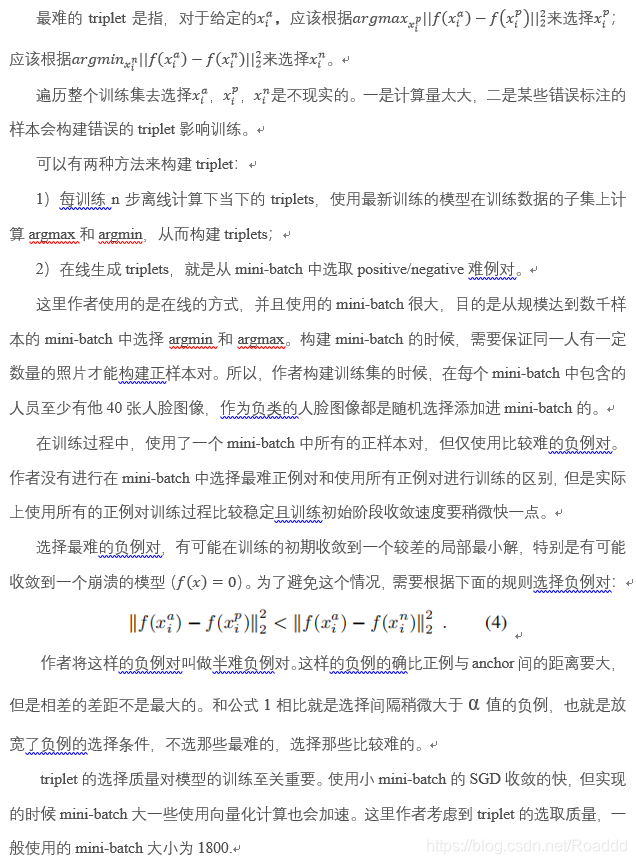 最难的 triplet 是指，对于给定的$x_i^a$，应该根据$argmax_{x_i^p}||f(x_i^a) - f(x_i^p)||_2^2$来选择$x_i^p$；
应该根据$argmin_{x_i^n}||f(x_i^a) - f(x_i^n)||_2^2$来选择$x_i^n$。
遍历整个训练集去选择$x_i^a$，$x_i^p$，$x_i^n$是不现实的。一是计算量太大，二是某些错误标注的
样本会构建错误的 triplet 影响训练。
可以有两种方法来构建 triplet：
1）每训练 n 步离线计算下当下的 triplets，使用最新训练的模型在训练数据的子集上计
算 argmax 和 argmin，从而构建 triplets；
2）在线生成 triplets，就是从 mini-batch 中选取 positive/negative 难例对。
这里作者使用的是在线的方式，并且使用的 mini-batch 很大，目的是从规模达到数千样
本的 mini-batch 中选择 argmin 和 argmax。构建 mini-batch 的时候，需要保证同一人有一定
数量的照片才能构建正样本对。所以，作者构建训练集的时候，在每个 mini-batch 中包含的
人员至少有他 40 张人脸图像，作为负类的人脸图像都是随机选择添加进 mini-batch 的。
在训练过程中，使用了一个 mini-batch 中所有的正样本对，但仅使用比较难的负例对。
作者没有进行在 mini-batch 中选择最难正例对和使用所有正例对进行训练的区别，但是实际
上使用所有的正例对训练过程比较稳定且训练初始阶段收敛速度要稍微快一点。
选择最难的负例对，有可能在训练的初期收敛到一个较差的局部最小解，特别是有可能
收敛到一个崩溃的模型（$f(x) = 0$）。为了避免这个情况，需要根据下面的规则选择负例对：
$\|f(x_i^a) - f(x_i^p)\|_2^2 < \|f(x_i^a) - f(x_i^n)\|_2^2$ . (4)
作者将这样的负例对叫做半难负例对。这样的负例的确比正例与 anchor 间的距离要大，
但是相差的差距不是最大的。和公式 1 相比就是选择间隔稍微大于 α 值的负例，也就是放
宽了负例的选择条件，不选那些最难的，选择那些比较难的。
triplet 的选择质量对模型的训练至关重要。使用小 mini-batch 的 SGD 收敛的快，但实现
的时候 mini-batch 大一些使用向量化计算也会加速。这里作者考虑到 triplet 的选取质量，一
般使用的 mini-batch 大小为 1800.
https://blog.csdn.net/Roaddd